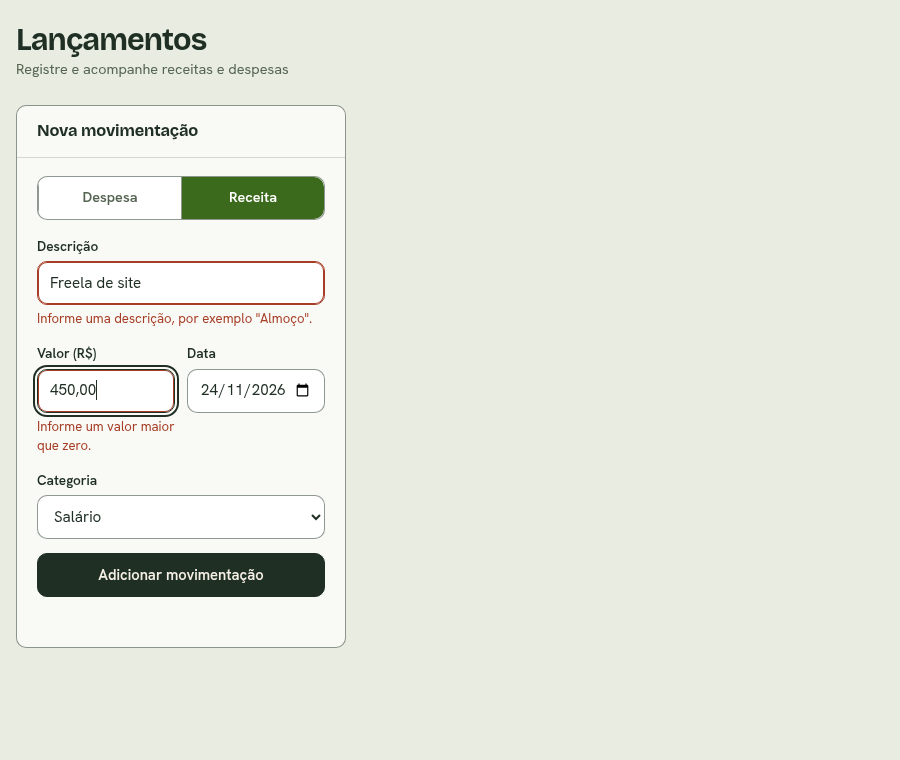 Lançamentos
Registre e acompanhe receitas e despesas
Nova movimentação
Despesa Receita
Descrição
Freela de site
Informe uma descrição, por exemplo "Almoço".
Valor (R$) Data
450,00 24/11/2026
Informe um valor maior
que zero.
Categoria
Salário
Adicionar movimentação